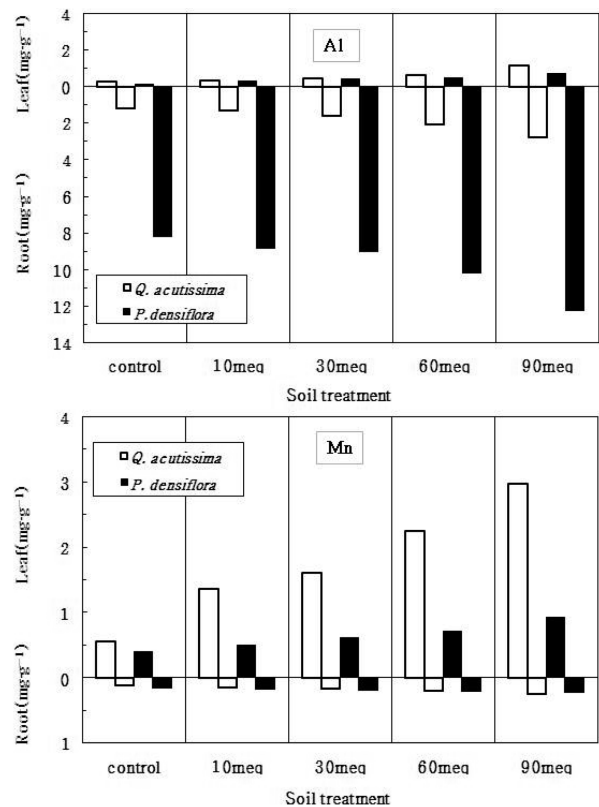 Al
4
2
0
2
4
6
8
10
12
14
Leaf(mg·g⁻¹)
Root(mg·g⁻¹)
Q. acutissima
P.densiflora
control 10meq 30meq 60meq 90meq
Soil treatment
Mn
4
3
2
1
0
1
Leaf(mg·g⁻¹)
Root(mg·g⁻¹)
Q. acutissima
P. densiflora
control 10meq 30meq 60meq 90meq
Soil treatment